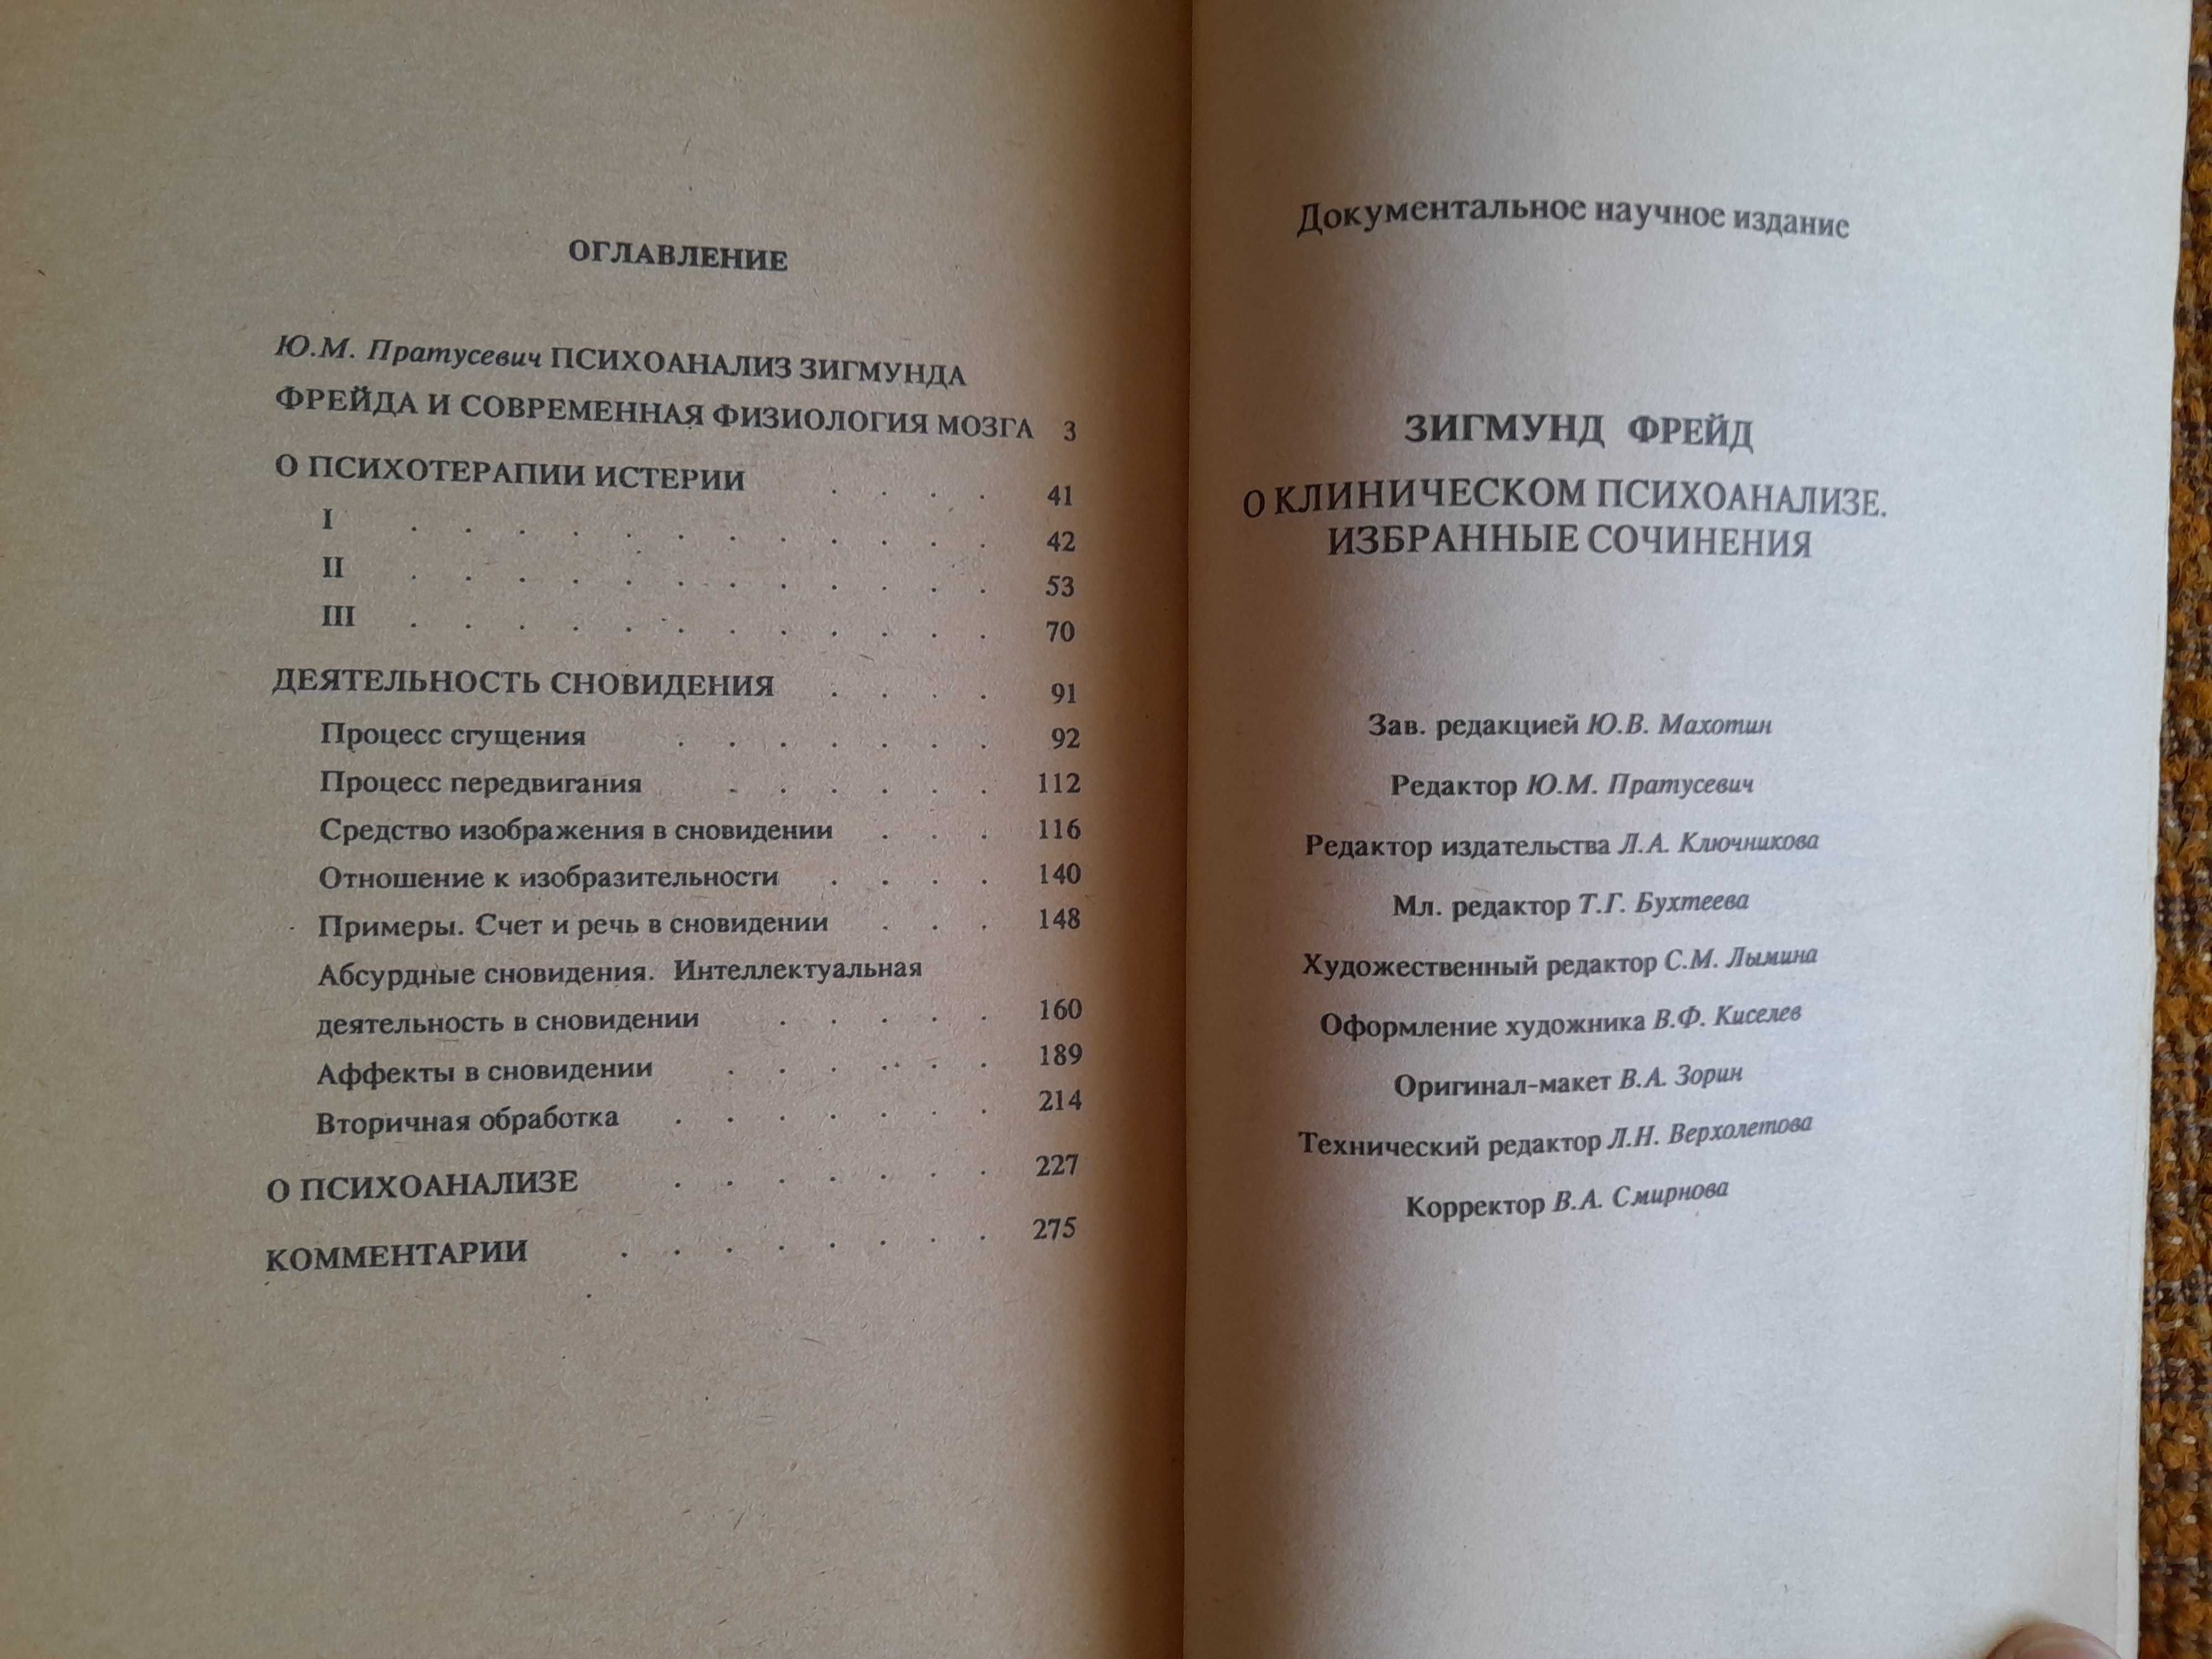 ОГЛАВЛЕНИЕ
Ю.М. Пратусевич ПСИХОАНАЛИЗ ЗИГМУНДА
ФРЕЙДА И СОВРЕМЕННАЯ ФИЗИОЛОГИЯ МОЗГА 3
О ПСИХОТЕРАПИИ ИСТЕРИИ . . . . 41
I . . . . . . . . . . . . 42
II . . . . . . . . . . . . 53
III . . . . . . . . . . . . 70
ДЕЯТЕЛЬНОСТЬ СНОВИДЕНИЯ . . . . 91
Процесс сгущения . . . . . . . 92
Процесс передвигания . . . . . . 112
Средство изображения в сновидении . . . 116
Отношение к изобразительности . . . . 140
Примеры. Счет и речь в сновидении . . . 148
Абсурдные сновидения. Интеллектуальная
деятельность в сновидении . . . . . 160
Аффекты в сновидении . . . . . . 189
Вторичная обработка . . . . . . . 214
О ПСИХОАНАЛИЗЕ . . . . . . . 227
КОММЕНТАРИИ . . . . . . . . 275
Документальное научное издание
ЗИГМУНД ФРЕЙД
О КЛИНИЧЕСКОМ ПСИХОАНАЛИЗЕ.
ИЗБРАННЫЕ СОЧИНЕНИЯ
Зав. редакцией Ю.В. Махотин
Редактор Ю.М. Пратусевич
Редактор издательства Л.А. Ключникова
Мл. редактор Т.Г. Бухтеева
Художественный редактор С.М. Лымина
Оформление художника В.Ф. Киселев
Оригинал-макет В.А. Зорин
Технический редактор Л.Н. Верхолетова
Корректор В.А. Смирнова